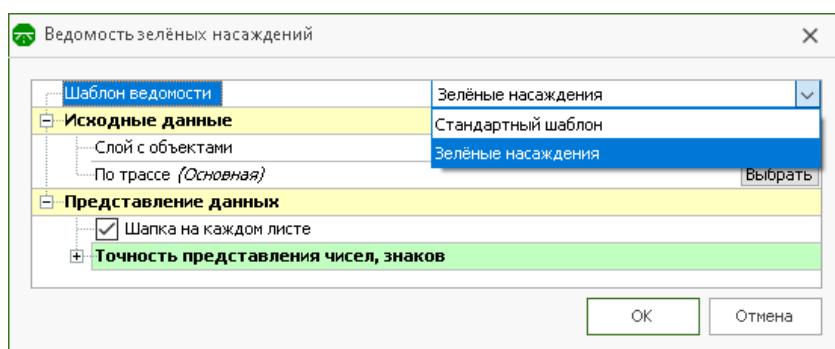 Ведомость зелёных насаждений
Шаблон ведомости Зелёные насаждения
Исходные данные Стандартный шаблон
Слой с объектами Зелёные насаждения
По трассе (Основная) Выбрать
Представление данных
Шапка на каждом листе
Точность представления чисел, знаков
ОК Отмена